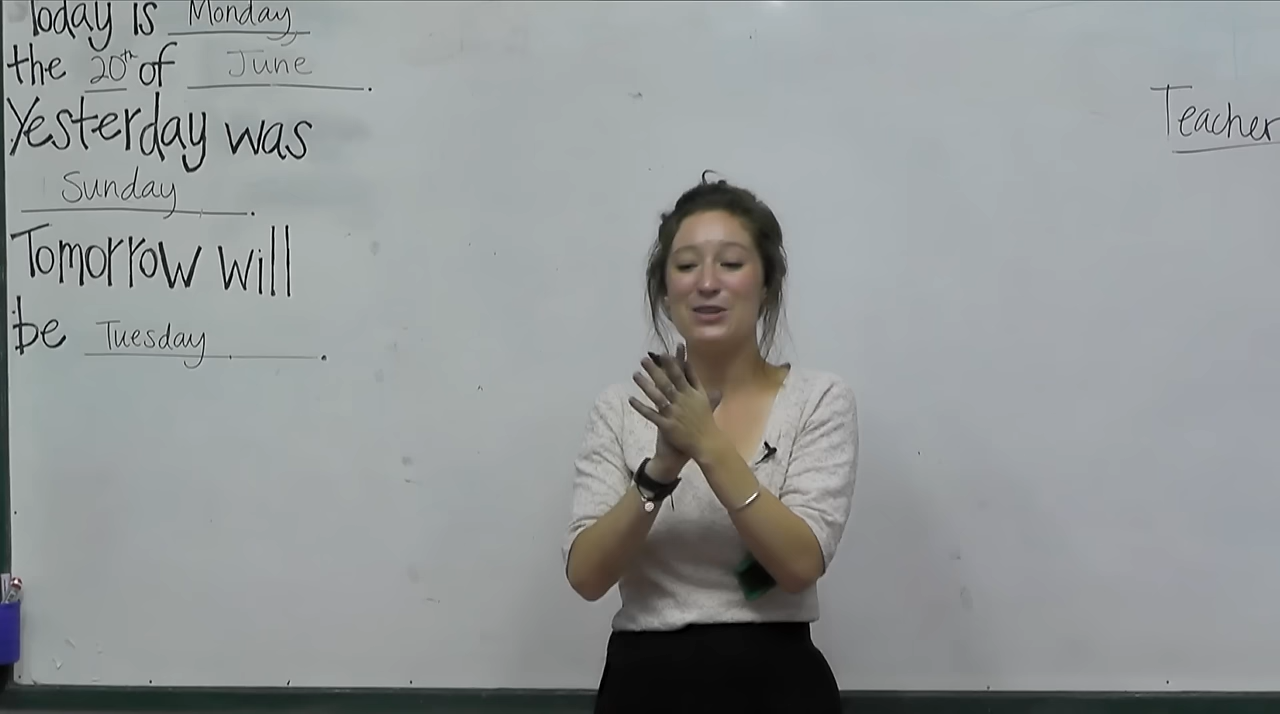 Today is Monday
the 20th of June.
Yesterday was
Sunday.
Tomorrow will
be Tuesday.
Teacher